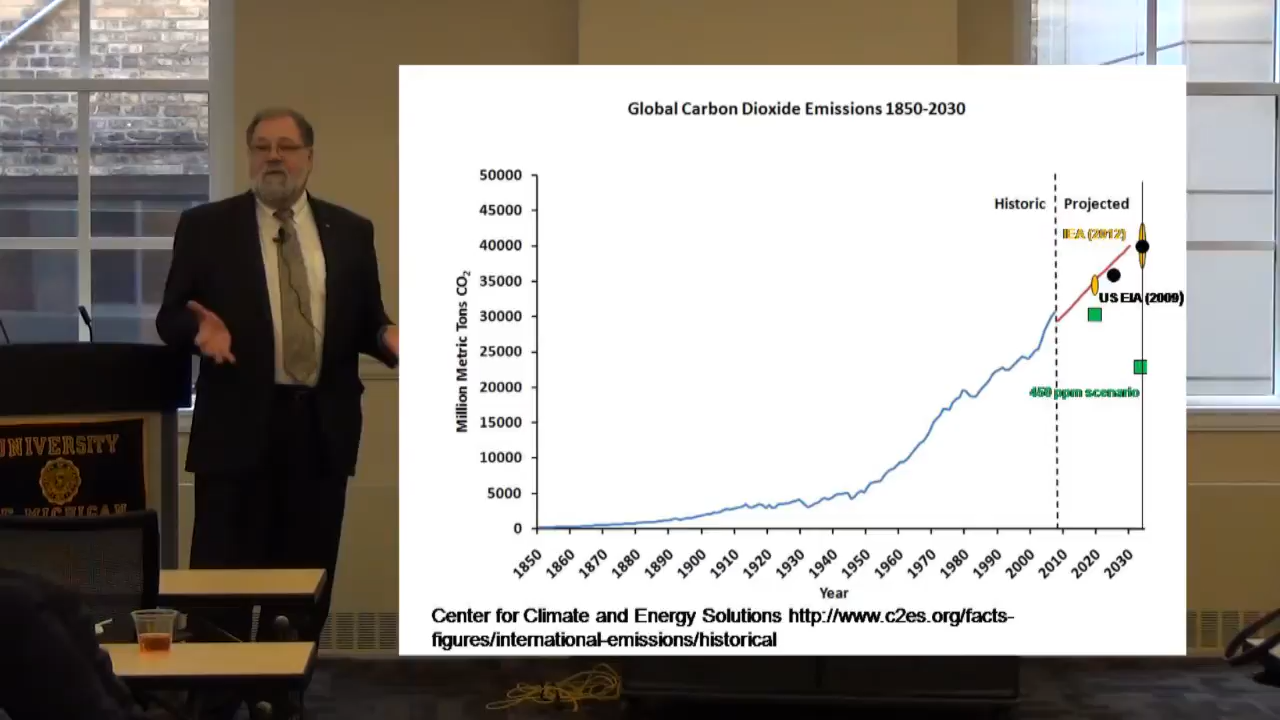 Global Carbon Dioxide Emissions 1850-2030
50000
45000
40000
35000
30000
25000
20000
15000
10000
5000
0
Million Metric Tons CO₂
Historic
Projected
IEA (2012)
US EIA (2009)
450 ppm scenario
1850
1860
1870
1880
1890
1900
1910
1920
1930
1940
1950
1960
1970
1980
1990
2000
2010
2020
2030
Year
Center for Climate and Energy Solutions http://www.c2es.org/facts-
figures/international-emissions/historical
UNIVERSITY
OF MICHIGAN